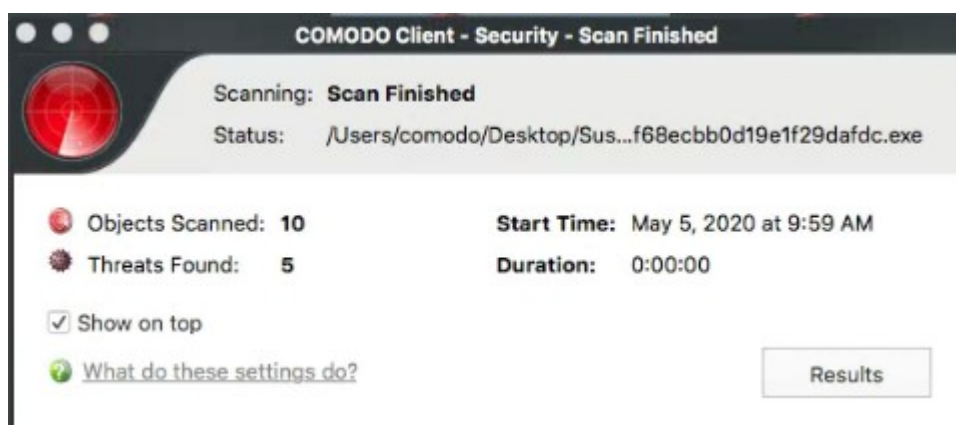 COMODO Client - Security - Scan Finished
Scanning: Scan Finished
Status: /Users/comodo/Desktop/Sus...f68ecbb0d19e1f29dafdc.exe
Objects Scanned: 10
Start Time: May 5, 2020 at 9:59 AM
Threats Found: 5
Duration: 0:00:00
Show on top
What do these settings do?
Results